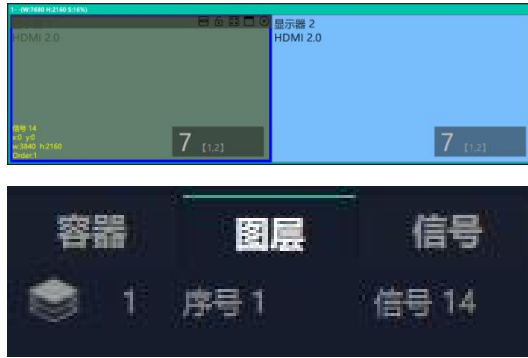 1- -(W:7680 H:2160 S:16%)
显示器 2
HDMI 2.0
HDMI 2.0
信号 14
x:0 y:0
w:3840 h:2160
Order:1
7 [1,2]
7 [1,2]
容器 图层 信号
1 序号 1 信号 14